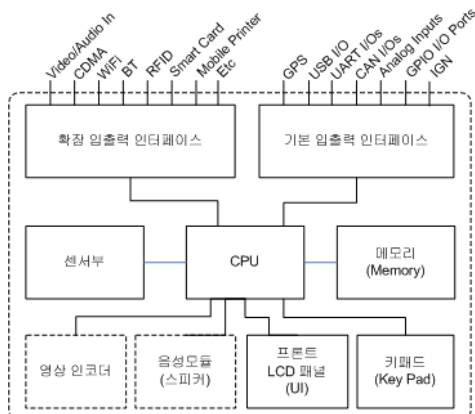 Video/Audio In
CDMA
WiFi
BT
RFID
Smart Card
Mobile Printer
Etc
GPS
USB I/O
UART I/Os
CAN I/Os
Analog Inputs
GPIO I/O Ports
IGN
확장 입출력 인터페이스
기본 입출력 인터페이스
센서부
CPU
메모리
(Memory)
영상 인코더
음성모듈
(스피커)
프론트
LCD 패널
(UI)
키패드
(Key Pad)